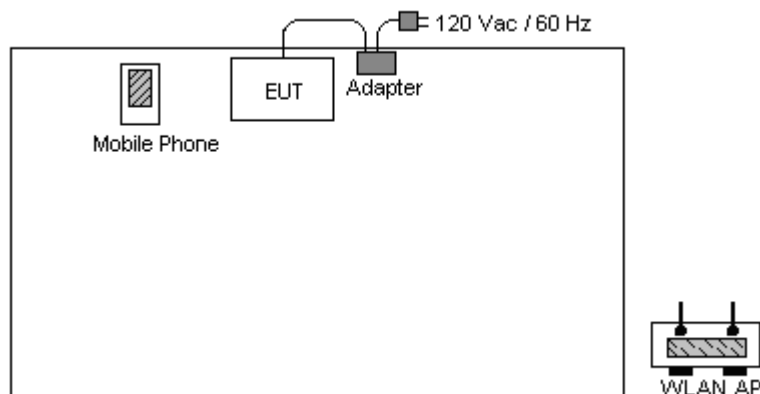 120 Vac / 60 Hz
EUT
Adapter
Mobile Phone
WLAN AP